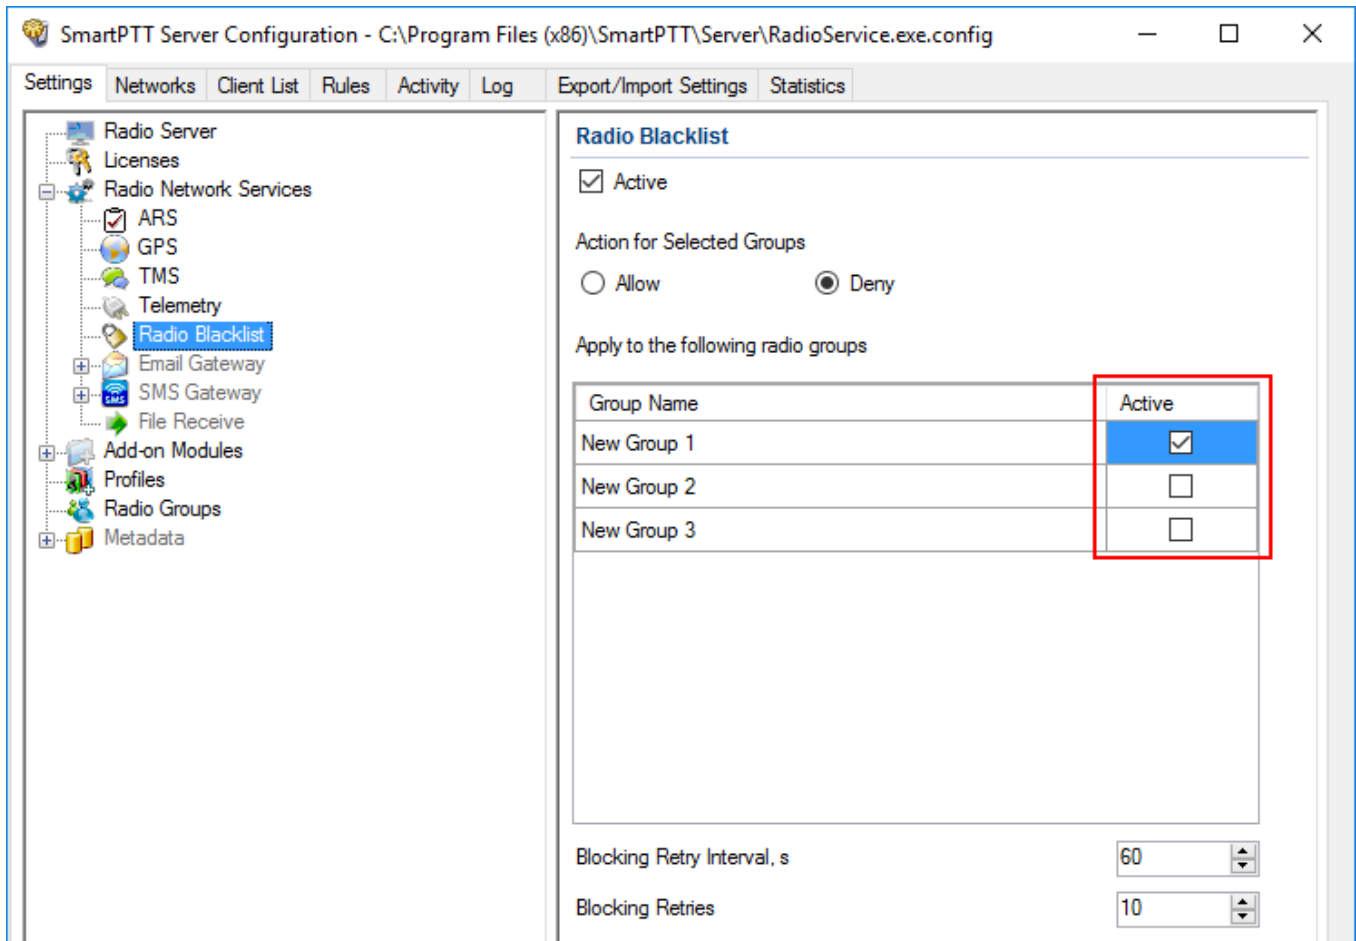 SmartPTT Server Configuration - C:\Program Files (x86)\SmartPTT\Server\RadioService.exe.config
Settings Networks Client List Rules Activity Log Export/Import Settings Statistics
Radio Server
Licenses
Radio Network Services
ARS
GPS
TMS
Telemetry
Radio Blacklist
Email Gateway
SMS SMS Gateway
File Receive
Add-on Modules
Profiles
Radio Groups
Metadata
Radio Blacklist
Active
Action for Selected Groups
Allow Deny
Apply to the following radio groups
Group Name Active
New Group 1
New Group 2
New Group 3
Blocking Retry Interval, s 60
Blocking Retries 10